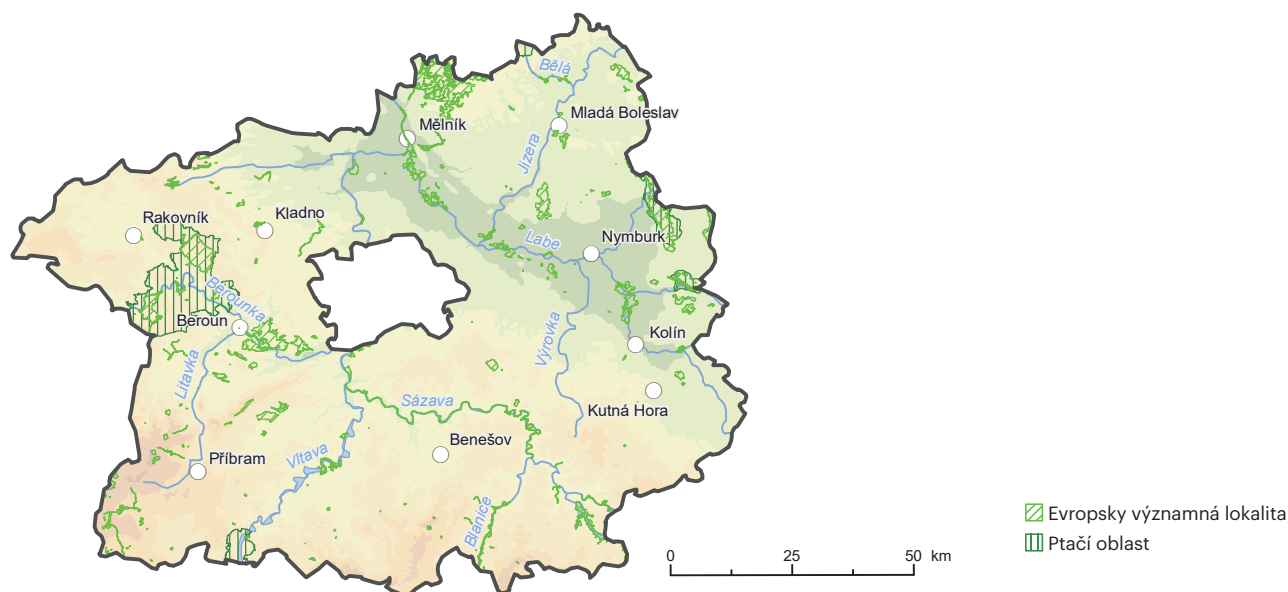 Bělá
Mladá Boleslav
Mělník
Jizera
Rakovník
Kladno
Labe
Nymburk
Berounka
Beroun
Výrovka
Kolín
Litavka
Sázava
Kutná Hora
Benešov
Vltava
Příbram
Blanice
Evropsky významná lokalita
Ptačí oblast
0 25 50 km